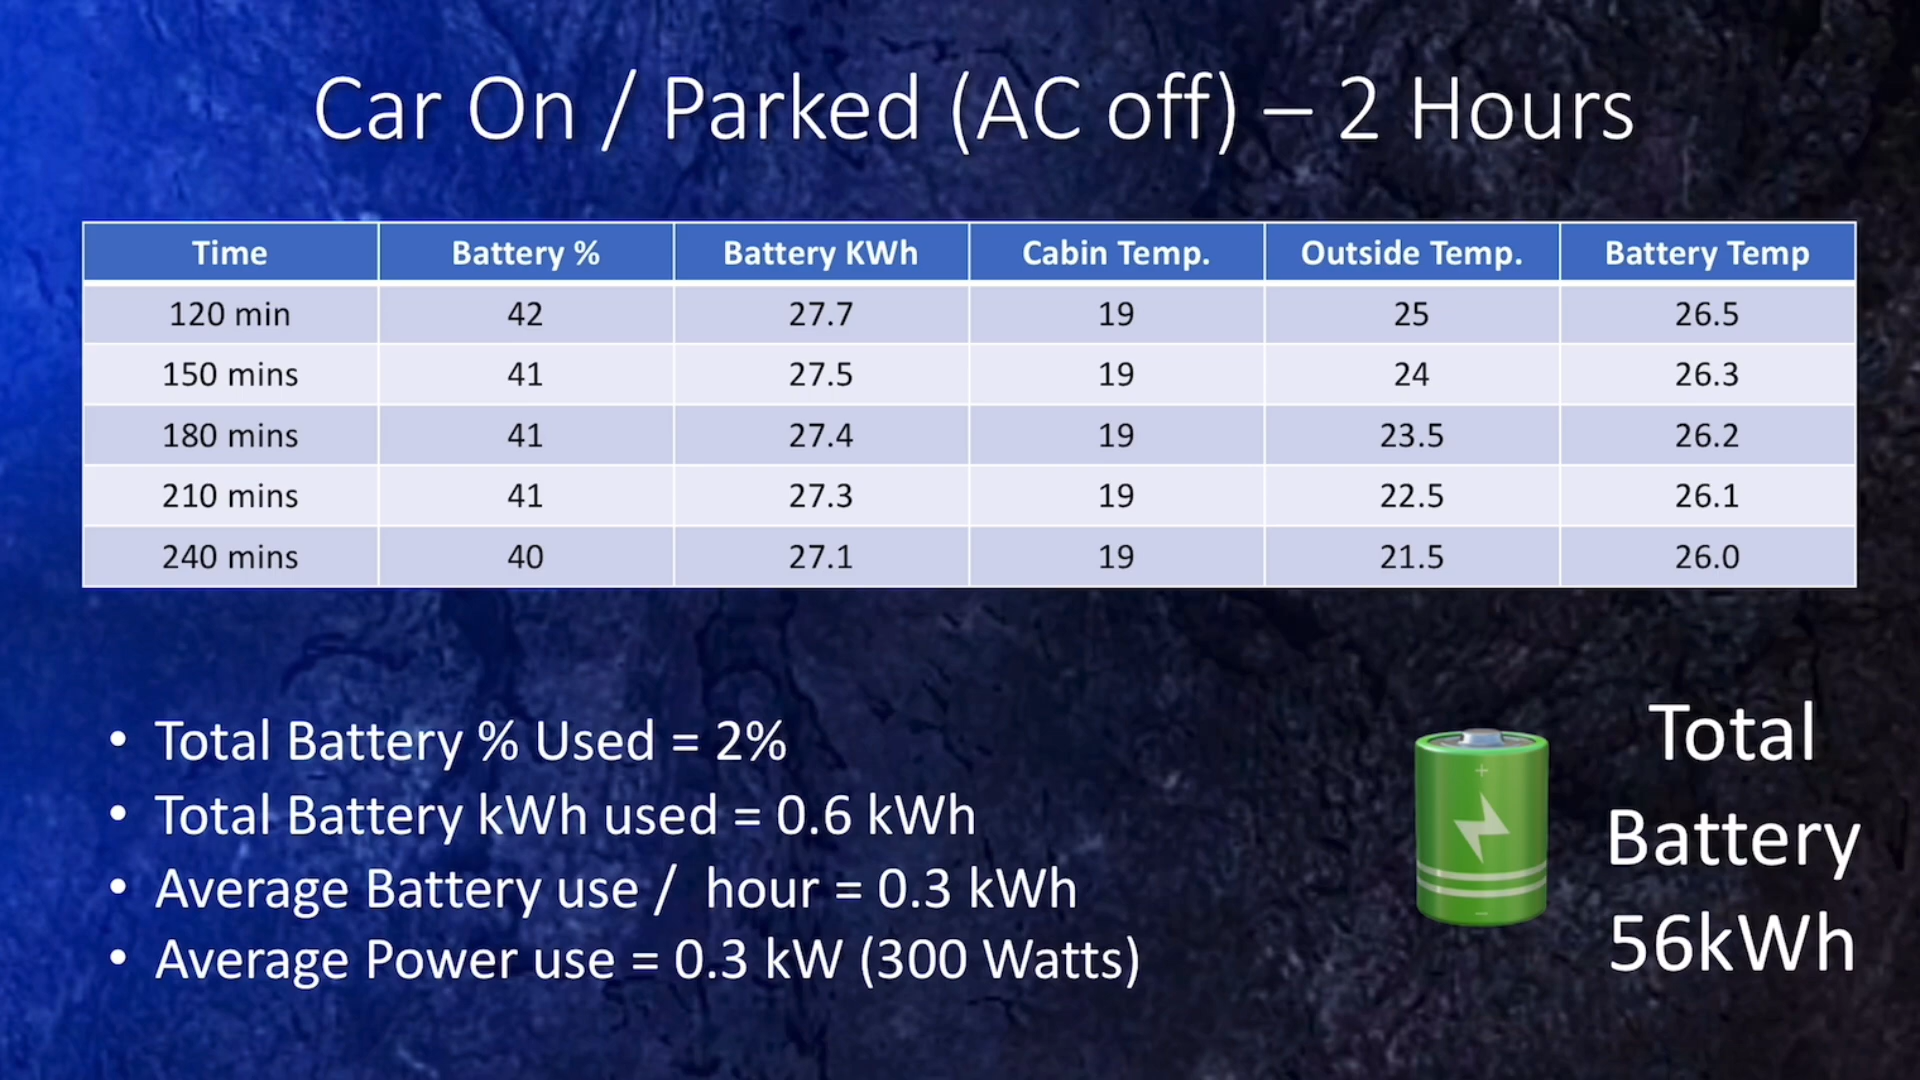 Car On / Parked (AC off) – 2 Hours
Time Battery % Battery KWh Cabin Temp. Outside Temp. Battery Temp
120 min 42 27.7 19 25 26.5
150 mins 41 27.5 19 24 26.3
180 mins 41 27.4 19 23.5 26.2
210 mins 41 27.3 19 22.5 26.1
240 mins 40 27.1 19 21.5 26.0
• Total Battery % Used = 2%
• Total Battery kWh used = 0.6 kWh
• Average Battery use / hour = 0.3 kWh
• Average Power use = 0.3 kW (300 Watts)
Total
Battery
56kWh